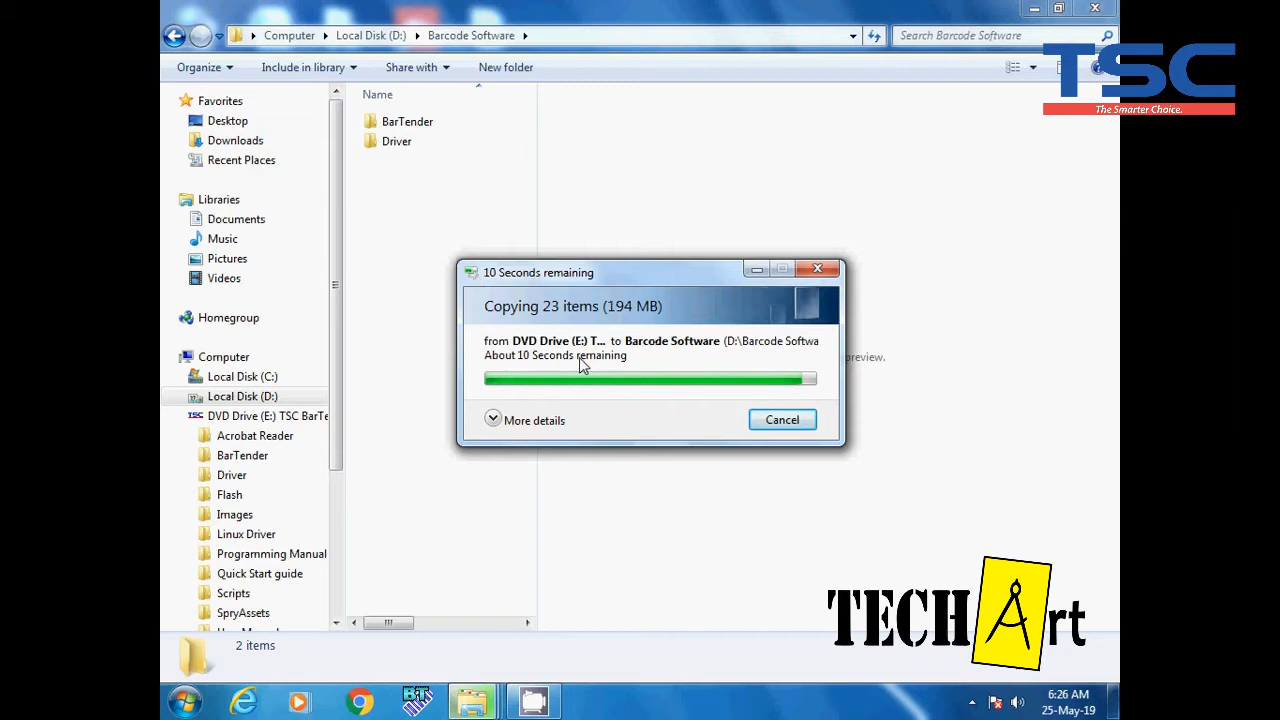 Computer
Local Disk (D:)
Barcode Software
Search Barcode Software
Organize
Include in library
Share with
New folder
TSC
The Smarter Choice.
Favorites
Desktop
Downloads
Recent Places
Libraries
Documents
Music
Pictures
Videos
Homegroup
Computer
Local Disk (C:)
Local Disk (D:)
TSC DVD Drive (E:) TSC BarTe
Acrobat Reader
BarTender
Driver
Flash
Images
Linux Driver
Programming Manual
Quick Start guide
Scripts
SpryAssets
Name
BarTender
Driver
preview.
10 Seconds remaining
Copying 23 items (194 MB)
from DVD Drive (E:) T... to Barcode Software (D:\Barcode Softwa
About 10 Seconds remaining
More details
Cancel
TECH Art
2 items
BT
6:26 AM
25-May-19